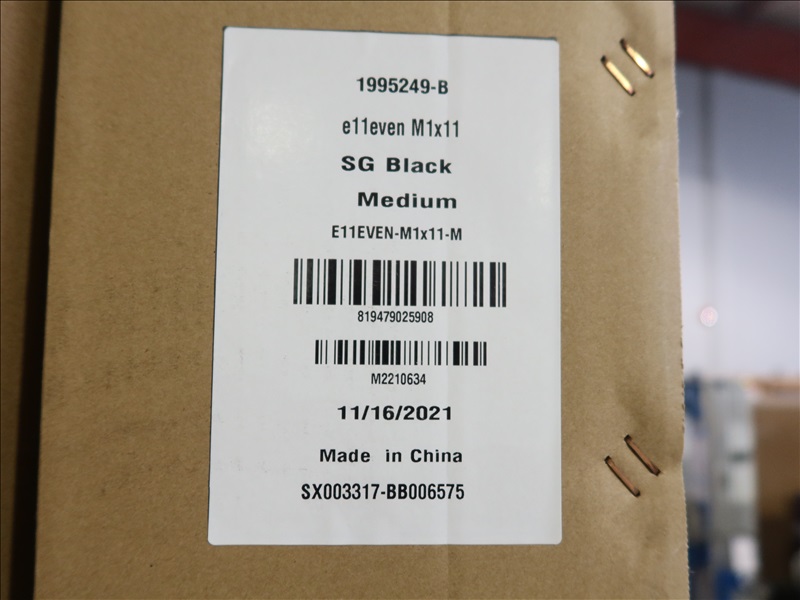 1995249-B
e11even M1x11
SG Black
Medium
E11EVEN-M1x11-M
819479025908
M2210634
11/16/2021
Made in China
SX003317-BB006575